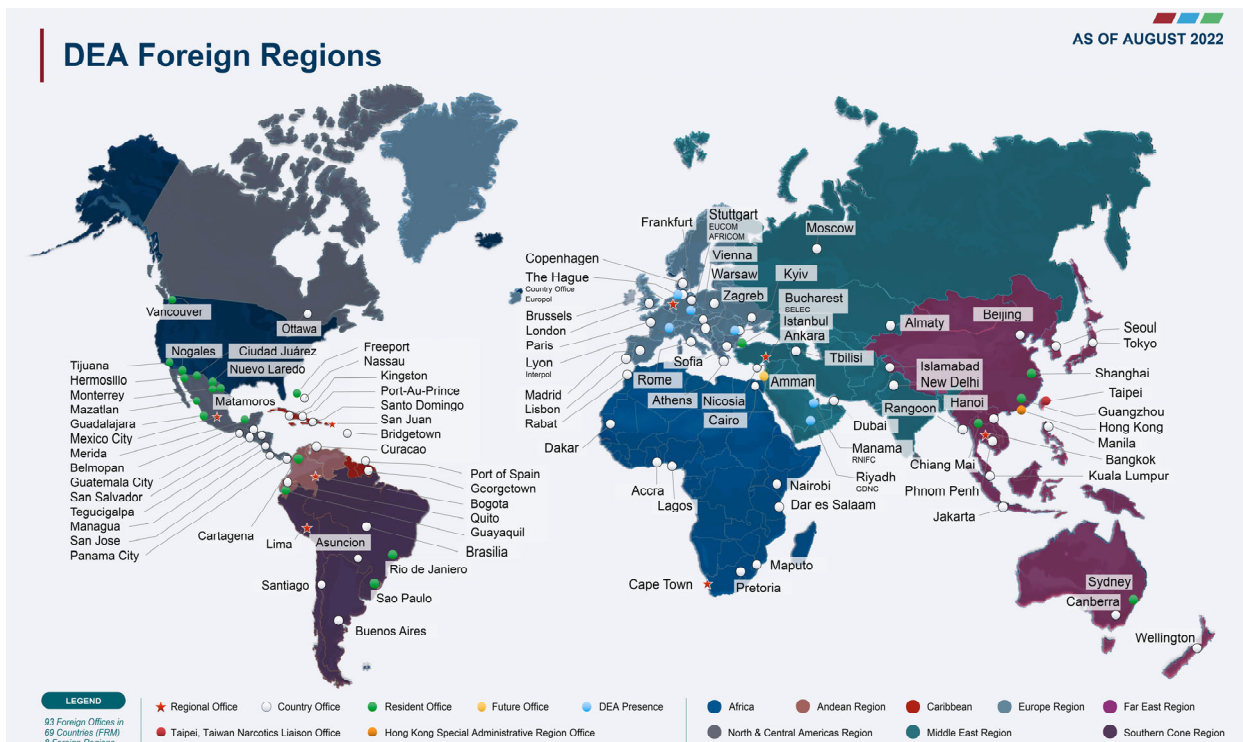 AS OF AUGUST 2022
DEA Foreign Regions
Vancouver
Ottawa
Nogales
Ciudad Juárez
Nuevo Laredo
Matamoros
Tijuana
Hermosillo
Monterrey
Mazatlan
Guadalajara
Mexico City
Merida
Belmopan
Guatemala City
San Salvador
Tegucigalpa
Managua
San Jose
Panama City
Freeport
Nassau
Kingston
Port-Au-Prince
Santo Domingo
San Juan
Bridgetown
Curacao
Port of Spain
Georgetown
Bogota
Quito
Guayaquil
Brasilia
Cartagena
Lima
Asuncion
Rio de Janiero
Santiago
Sao Paulo
Buenos Aires
Frankfurt
Stuttgart
EUCOM
AFRICOM
Vienna
Warsaw
Zagreb
Moscow
Kyiv
Bucharest
SELEC
Istanbul
Ankara
Copenhagen
The Hague
Country Office
Europol
Brussels
London
Paris
Lyon
Interpol
Madrid
Lisbon
Rabat
Sofia
Rome
Athens
Nicosia
Cairo
Amman
Tbilisi
Almaty
Beijing
Seoul
Tokyo
Islamabad
New Delhi
Rangoon
Hanoi
Shanghai
Taipei
Guangzhou
Hong Kong
Manila
Bangkok
Kuala Lumpur
Chiang Mai
Phnom Penh
Jakarta
Dubai
Manama
RNIFC
Riyadh
GDNC
Dakar
Accra
Lagos
Nairobi
Dar es Salaam
Maputo
Cape Town
Pretoria
Sydney
Canberra
Wellington
LEGEND
93 Foreign Offices in
69 Countries (FRM)
Regional Office
Country Office
Resident Office
Future Office
DEA Presence
Taipei, Taiwan Narcotics Liaison Office
Hong Kong Special Administrative Region Office
Africa
Andean Region
Caribbean
Europe Region
Far East Region
North & Central Americas Region
Middle East Region
Southern Cone Region